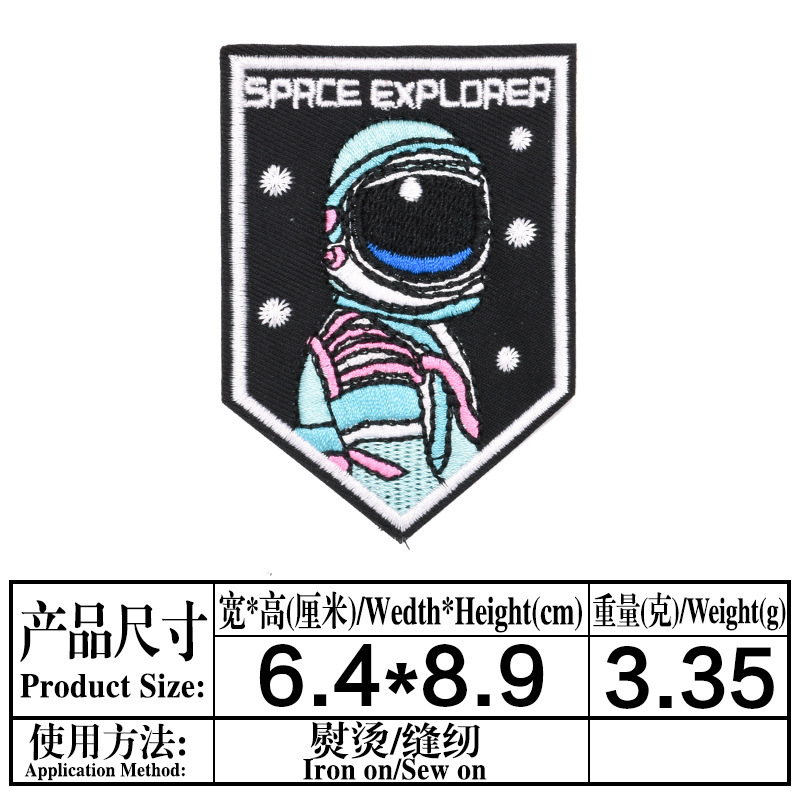 SPACE EXPLORER
产品尺寸
Product Size:
宽*高(厘米)/Wedth*Height(cm)
6.4*8.9
重量(克)/Weight(g)
3.35
使用方法:
Application Method:
熨烫/缝纫
Iron on/Sew on